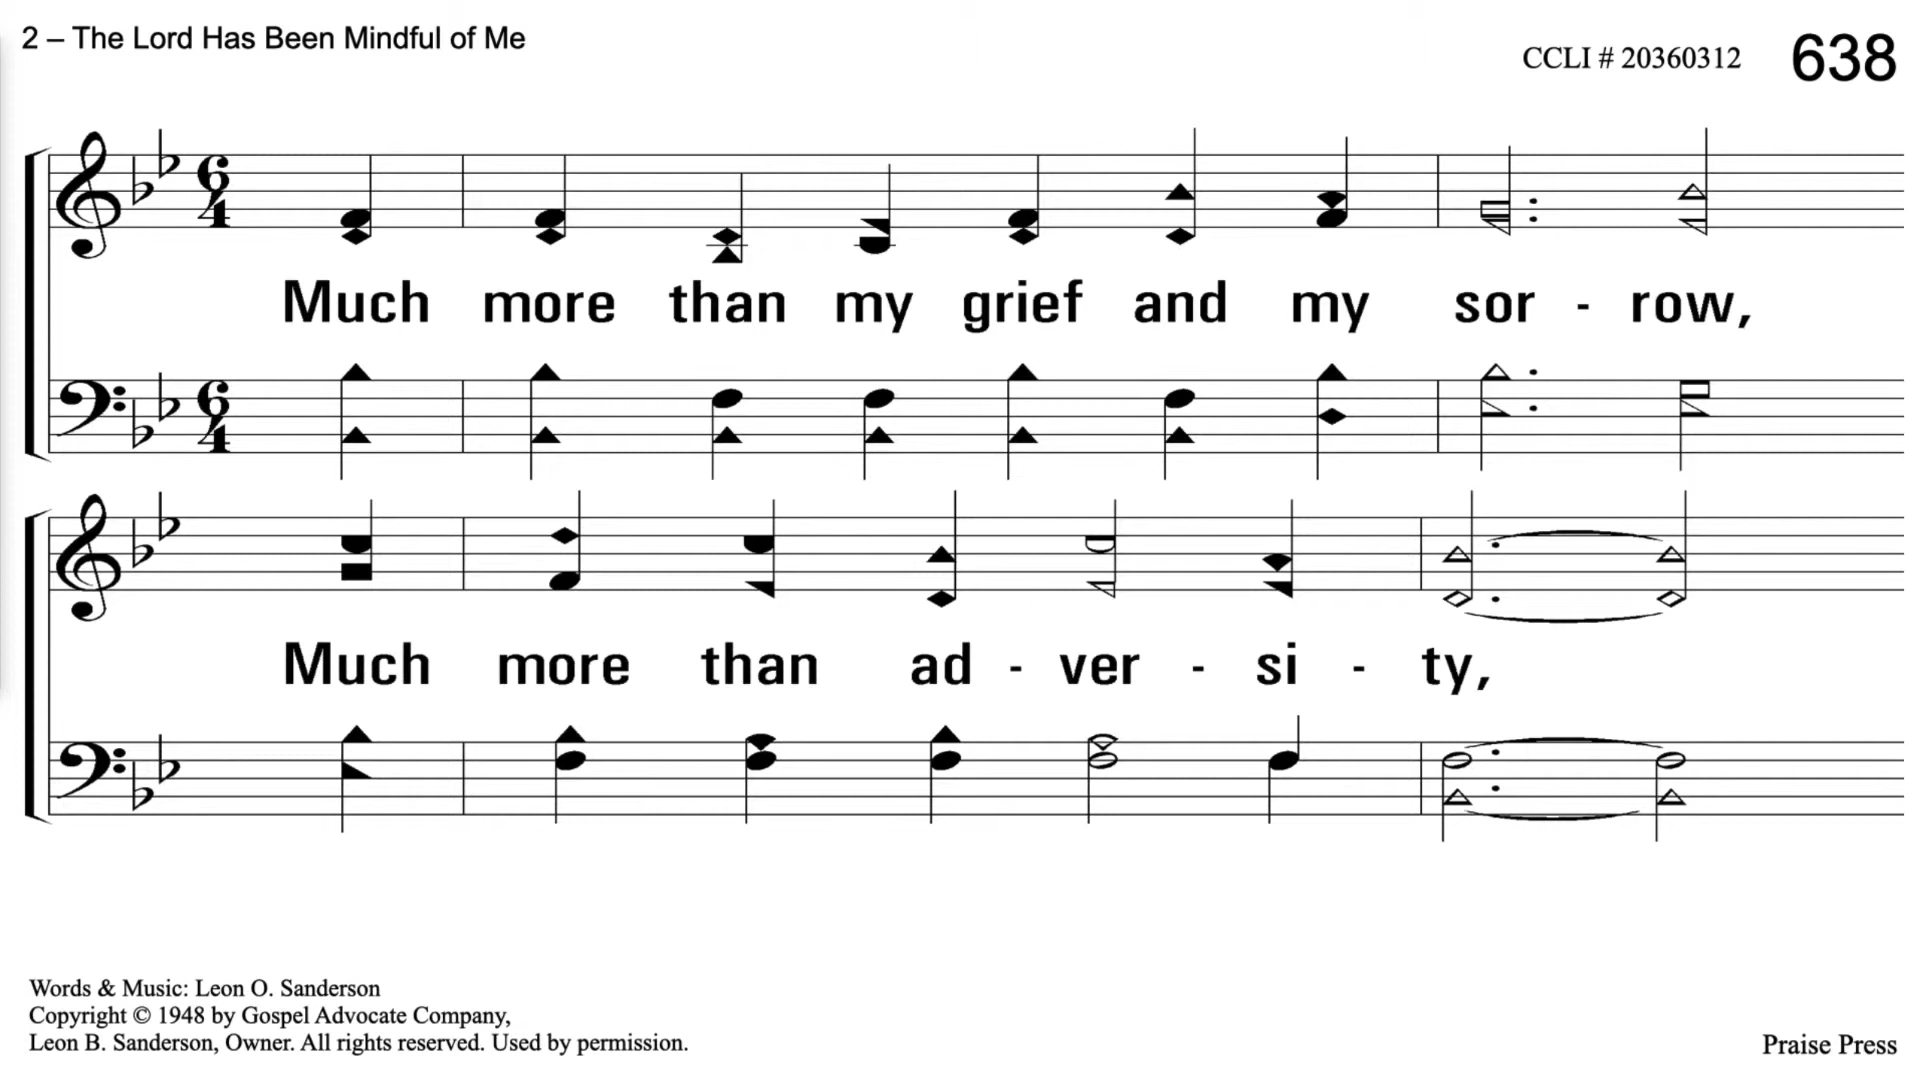 2 – The Lord Has Been Mindful of Me
CCLI # 20360312 638
Much more than my grief and my sor - row,
Much more than ad - ver - si - ty,
Words & Music: Leon O. Sanderson
Copyright © 1948 by Gospel Advocate Company,
Leon B. Sanderson, Owner. All rights reserved. Used by permission.
Praise Press